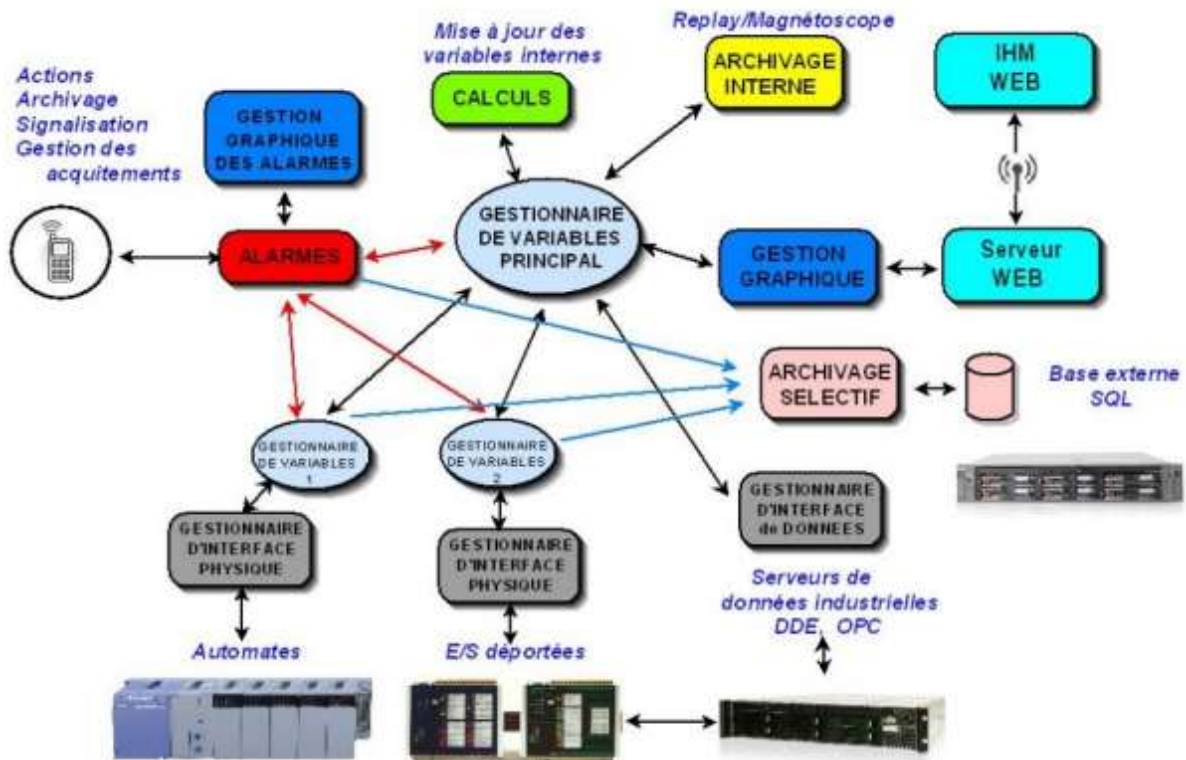 Mise à jour des
variables internes
Replay/Magnétoscope
Actions
Archivage
Signalisation
Gestion des
acquitements
GESTION
GRAPHIQUE
DES ALARMES
CALCULS
ARCHIVAGE
INTERNE
IHM
WEB
GESTIONNAIRE
DE VARIABLES
PRINCIPAL
ALARMES
GESTION
GRAPHIQUE
Serveur
WEB
ARCHIVAGE
SELECTIF
Base externe
SQL
GESTIONNAIRE
DE VARIABLES
1
GESTIONNAIRE
DE VARIABLES
2
GESTIONNAIRE
D'INTERFACE
PHYSIQUE
GESTIONNAIRE
D'INTERFACE
PHYSIQUE
GESTIONNAIRE
D'INTERFACE
de DONNEES
Automates
E/S déportées
Serveurs de
données industrielles
DDE, OPC